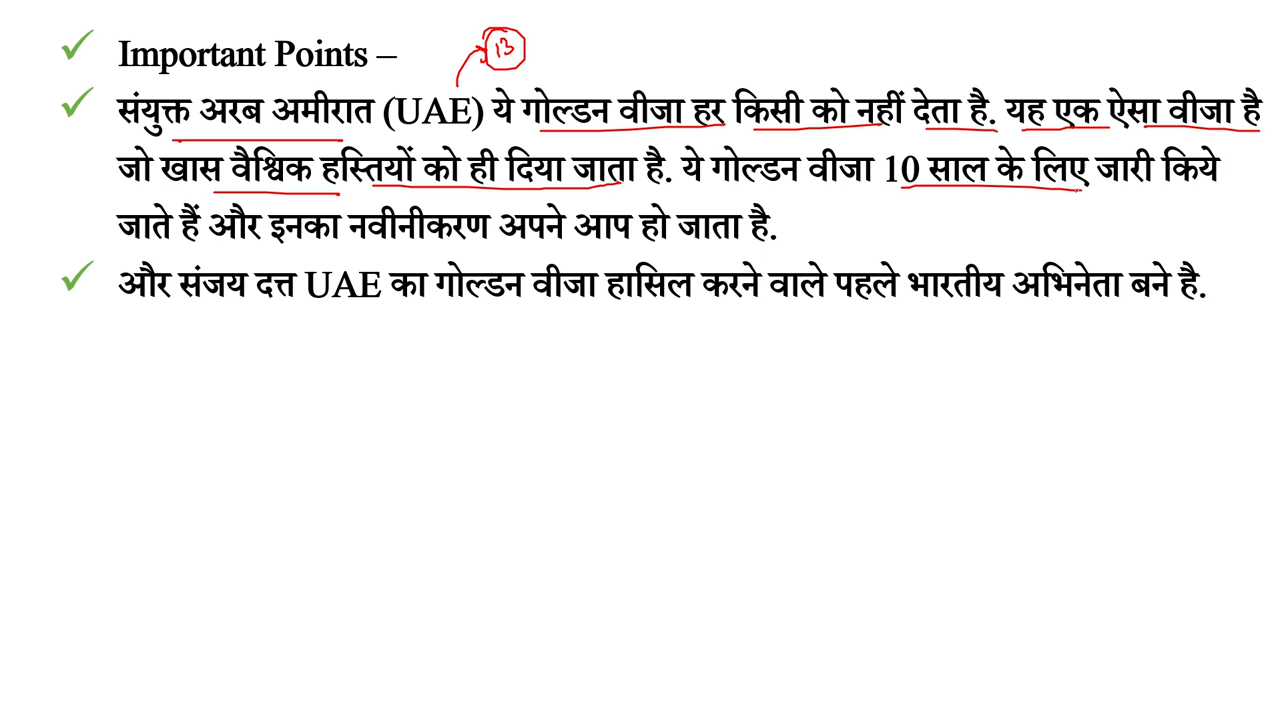 Important Points –
13
संयुक्त अरब अमीरात (UAE) ये गोल्डन वीजा हर किसी को नहीं देता है. यह एक ऐसा वीजा है
जो खास वैश्विक हस्तियों को ही दिया जाता है. ये गोल्डन वीजा 10 साल के लिए जारी किये
जाते हैं और इनका नवीनीकरण अपने आप हो जाता है.
और संजय दत्त UAE का गोल्डन वीजा हासिल करने वाले पहले भारतीय अभिनेता बने है.